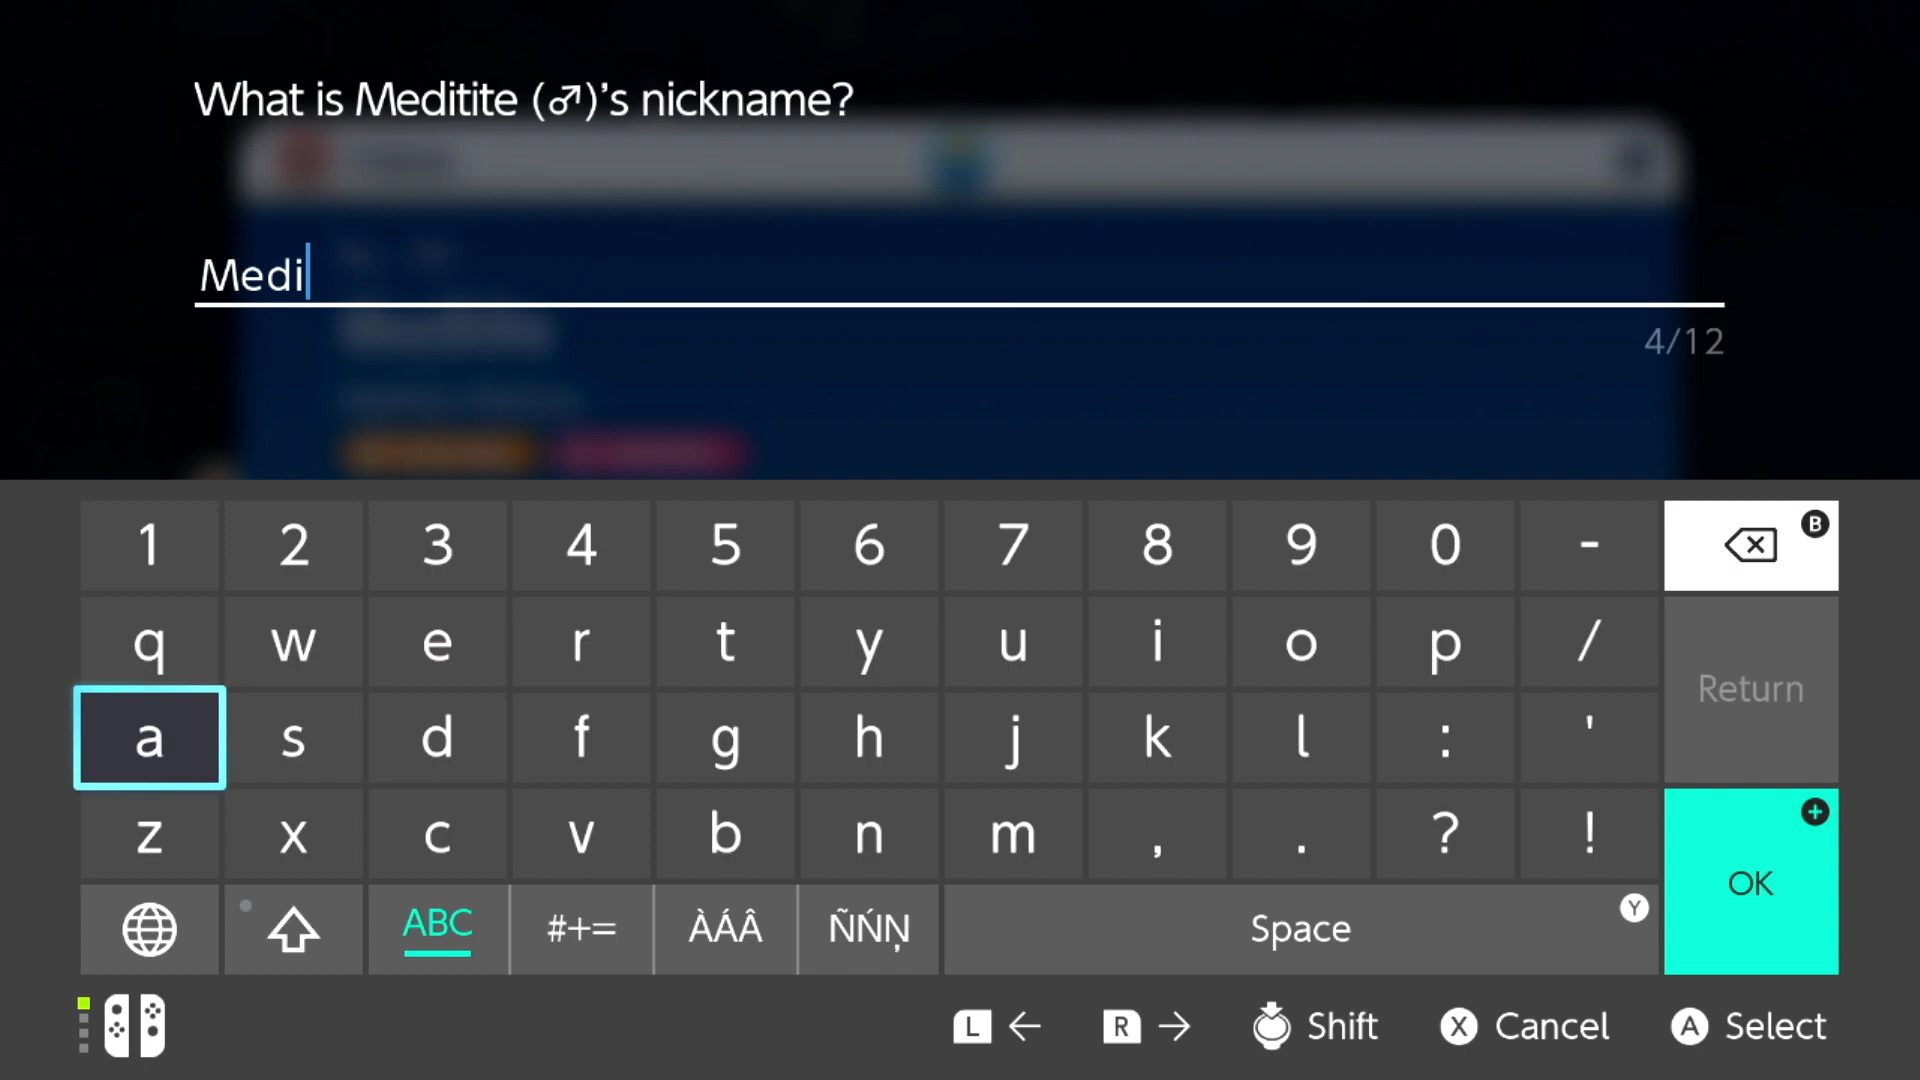 What is Meditite (♂)'s nickname?
Medi
4/12
1 2 3 4 5 6 7 8 9 0 - B
q w e r t y u i o p /
Return
a s d f g h j k l : '
z x c v b n m , . ? ! +
OK
ABC #+= ÀÁÂ ÑŃŅ Space Y
L ← R → Shift X Cancel A Select